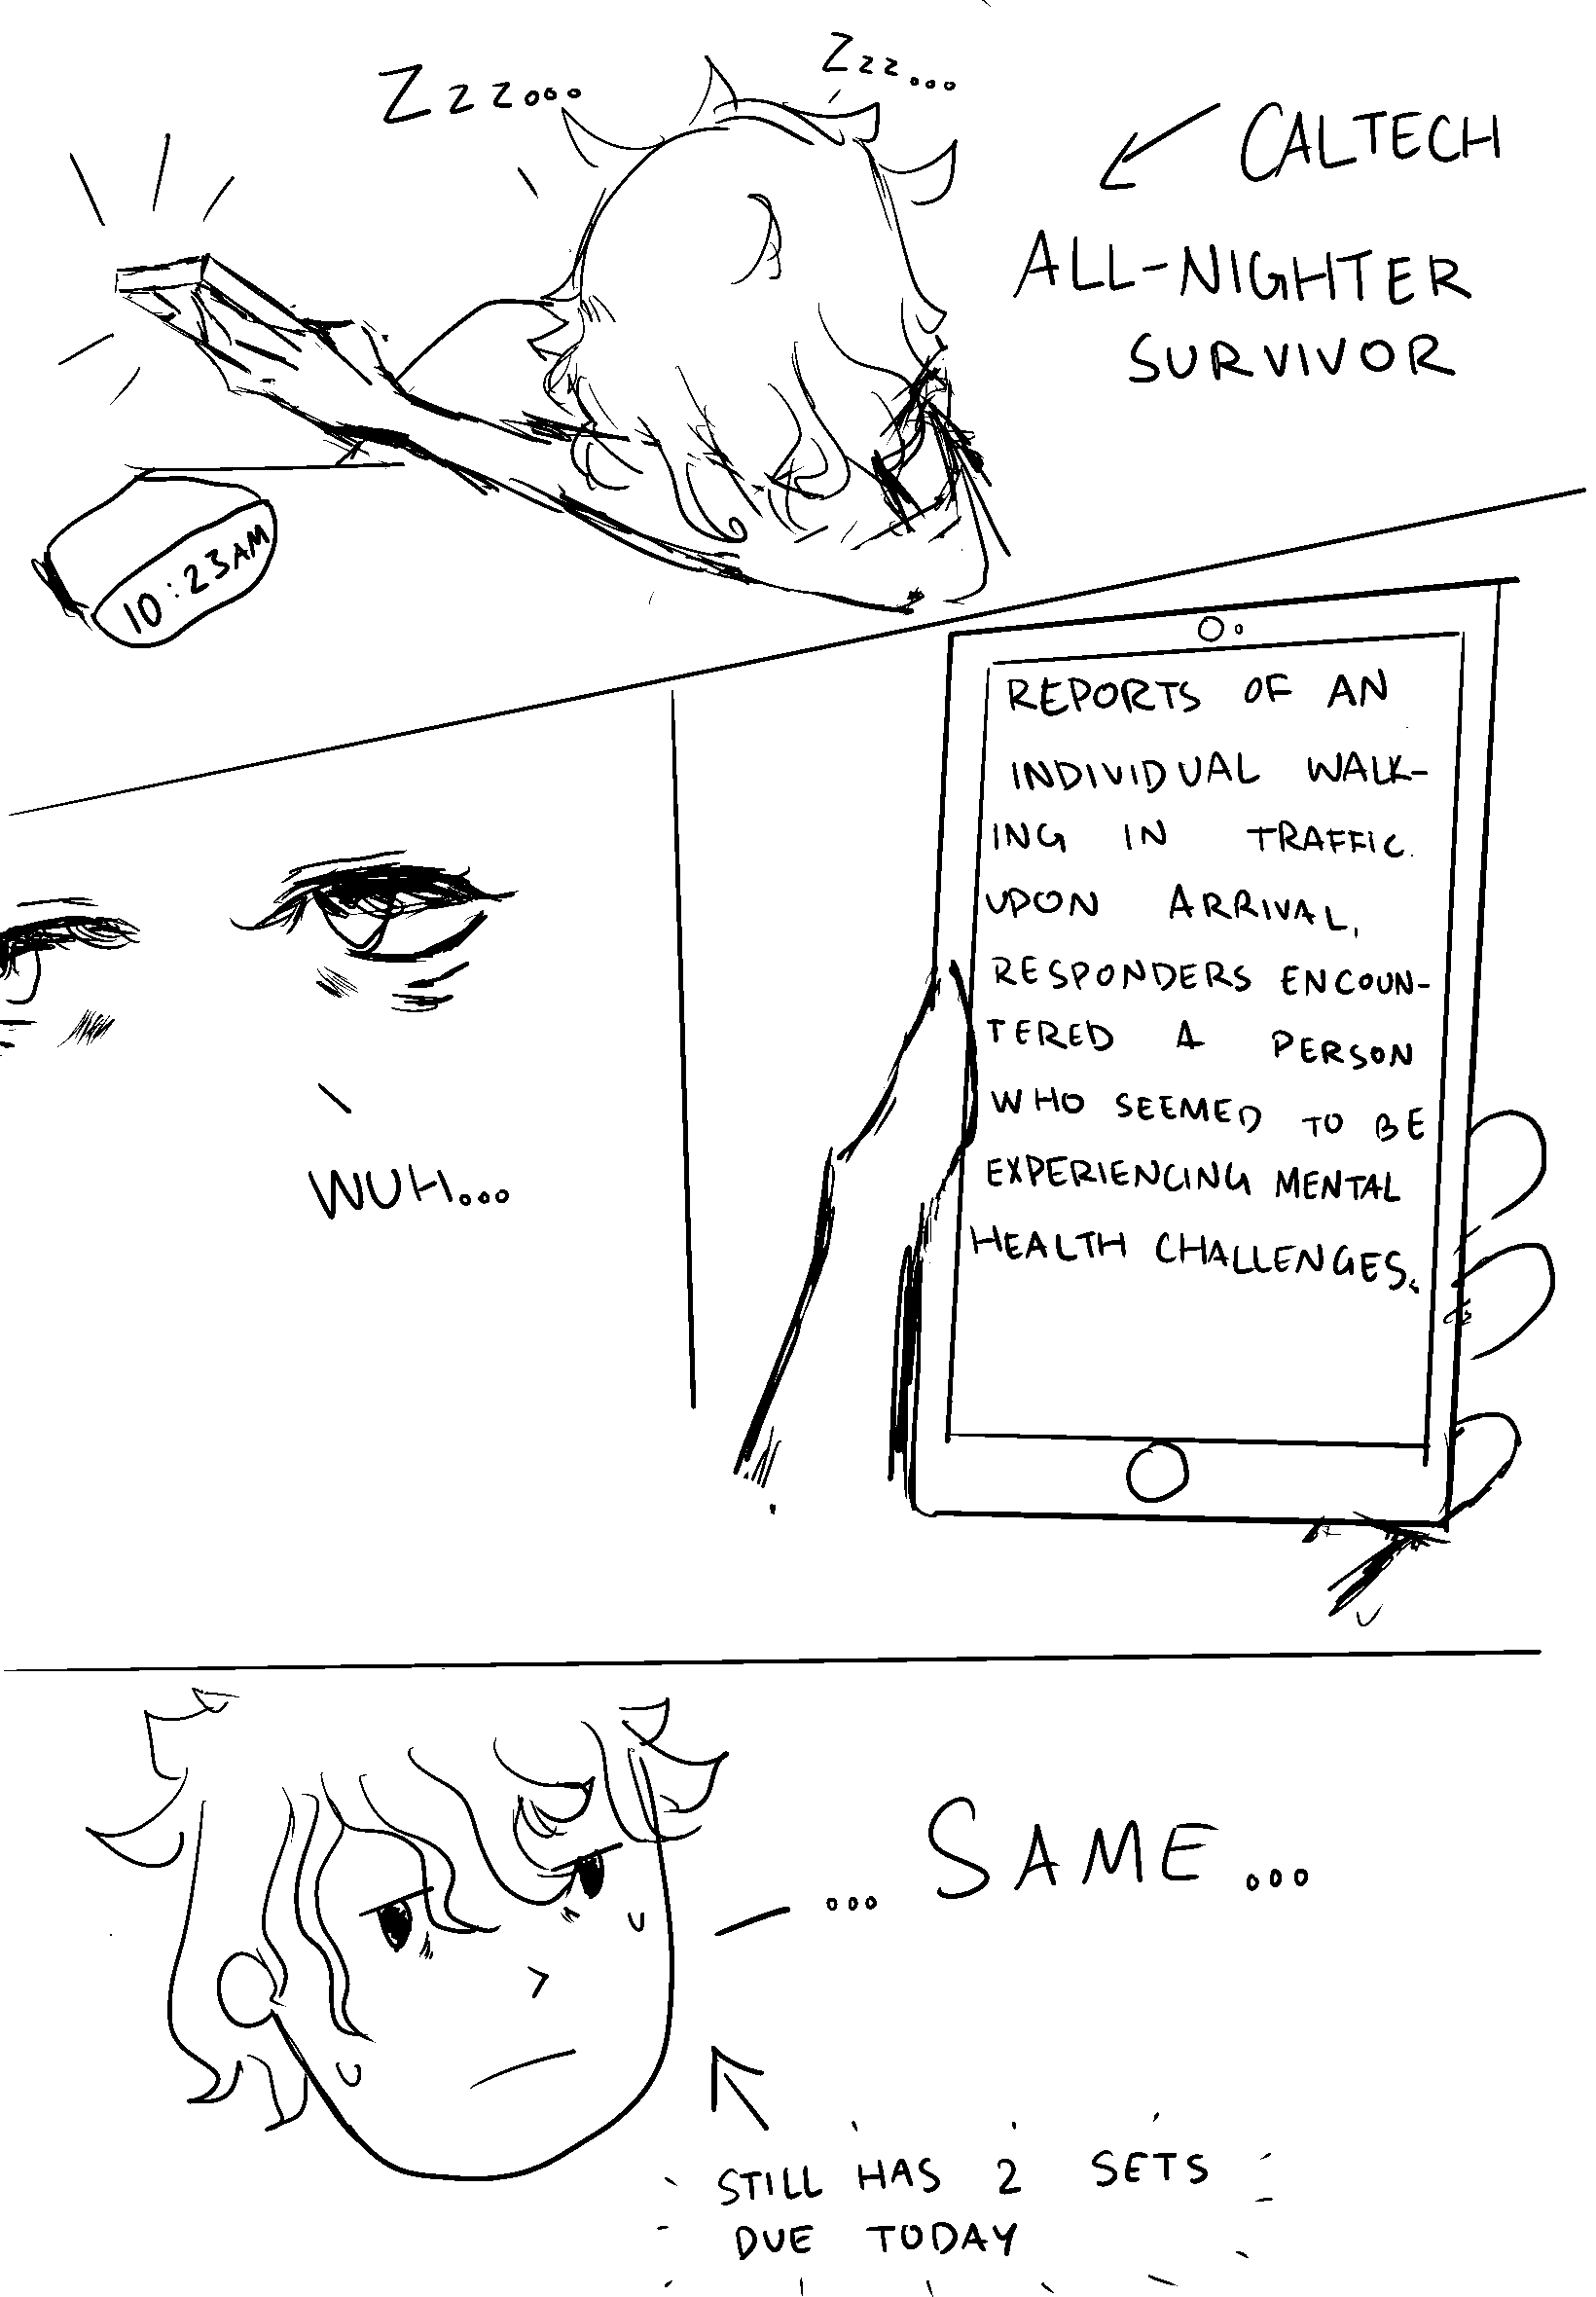 Zzzz...
Zzz...
CALTECH
ALL-NIGHTER
SURVIVOR
10:23AM
REPORTS OF AN
INDIVIDUAL WALK-
ING IN TRAFFIC.
UPON ARRIVAL,
RESPONDERS ENCOUN-
TERED A PERSON
WHO SEEMED TO BE
EXPERIENCING MENTAL
HEALTH CHALLENGES.
WUH...
... SAME...
STILL HAS 2 SETS
DUE TODAY